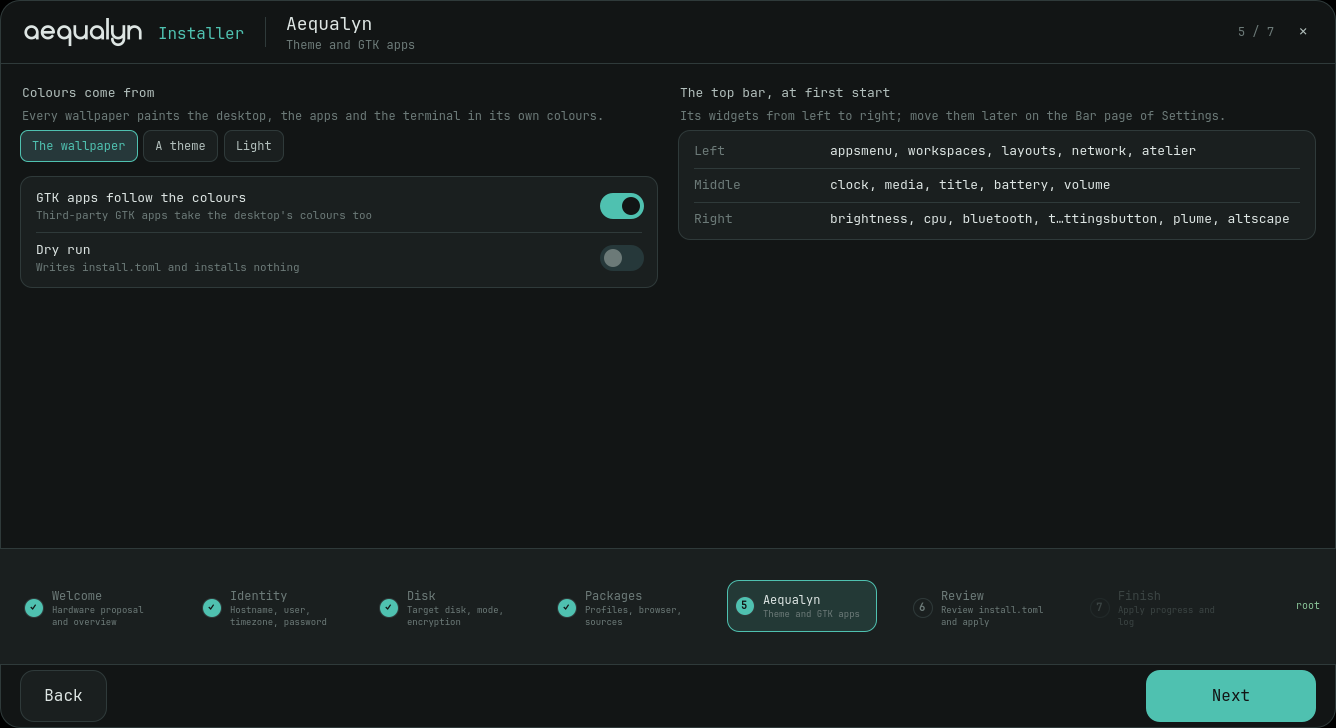 aequalyn Installer
Aequalyn
Theme and GTK apps
5 / 7
×
Colours come from
Every wallpaper paints the desktop, the apps and the terminal in its own colours.
The wallpaper
A theme
Light
GTK apps follow the colours
Third-party GTK apps take the desktop's colours too
Dry run
Writes install.toml and installs nothing
The top bar, at first start
Its widgets from left to right; move them later on the Bar page of Settings.
Left appsmenu, workspaces, layouts, network, atelier
Middle clock, media, title, battery, volume
Right brightness, cpu, bluetooth, t…ttingsbutton, plume, altscape
Welcome
Hardware proposal
and overview
Identity
Hostname, user,
timezone, password
Disk
Target disk, mode,
encryption
Packages
Profiles, browser,
sources
5
Aequalyn
Theme and GTK apps
6
Review
Review install.toml
and apply
7
Finish
Apply progress and
log
root
Back
Next